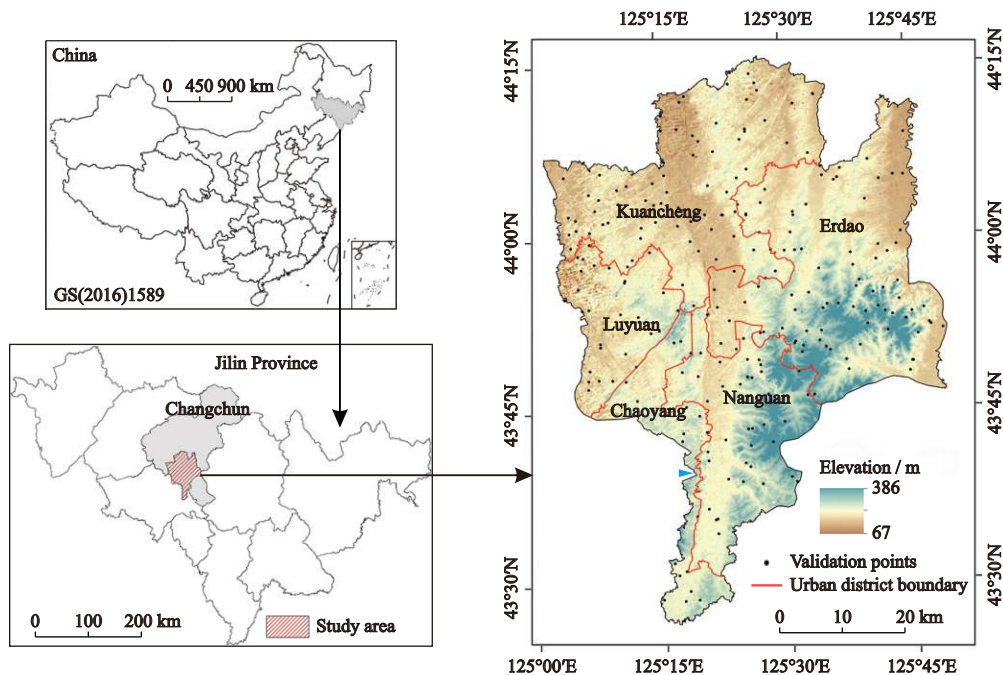 China
0 450 900 km
GS(2016)1589
Jilin Province
Changchun
0 100 200 km
Study area
125°15′E 125°30′E 125°45′E
44°15′N 44°15′N
44°00′N 44°00′N
43°45′N 43°45′N
43°30′N 43°30′N
Kuancheng
Erdao
Luyuan
Nanguan
Chaoyang
Elevation / m
386
67
Validation points
Urban district boundary
0 10 20 km
125°00′E 125°15′E 125°30′E 125°45′E